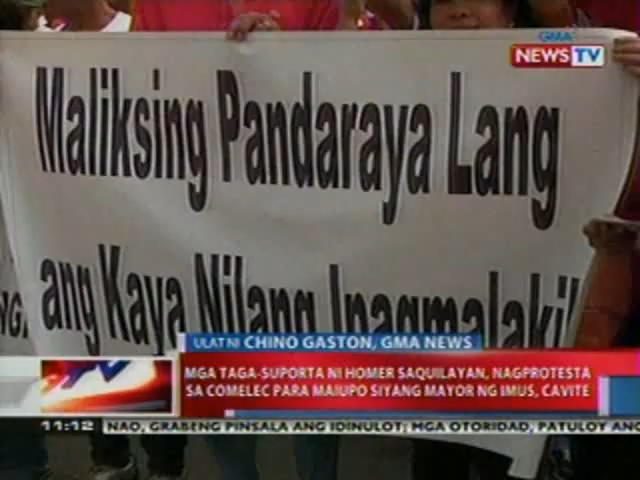 GMA
NEWS TV
Maliksing Pandaraya Lang
ang Kaya Nilang Ipagmalaki!
ULAT NI CHINO GASTON, GMA NEWS
MGA TAGA-SUPORTA NI HOMER SAQUILAYAN, NAGPROTESTA
SA COMELEC PARA MAIUPO SIYANG MAYOR NG IMUS, CAVITE
11:12 NAO, GRABENG PINSALA ANG IDINULOT; MGA OTORIDAD, PATULOY ANG